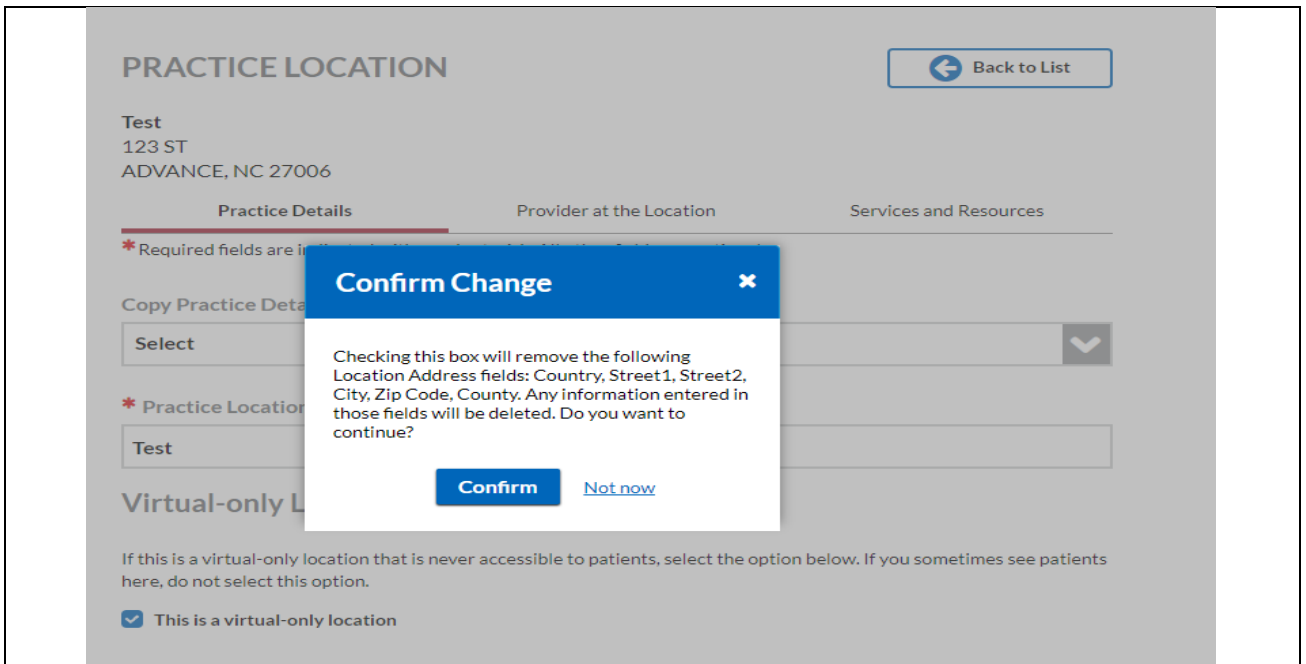 PRACTICE LOCATION
Back to List
Test
123 ST
ADVANCE, NC 27006
Practice Details
Provider at the Location
Services and Resources
* Required fields are
Confirm Change
Copy Practice
Select
Checking this box will remove the following
Location Address fields: Country, Street1, Street2,
City, Zip Code, County. Any information entered in
those fields will be deleted. Do you want to
continue?
* Practice Location
Test
Confirm
Not now
Virtual-only
If this is a virtual-only location that is never accessible to patients, select the option below. If you sometimes see patients
here, do not select this option.
This is a virtual-only location